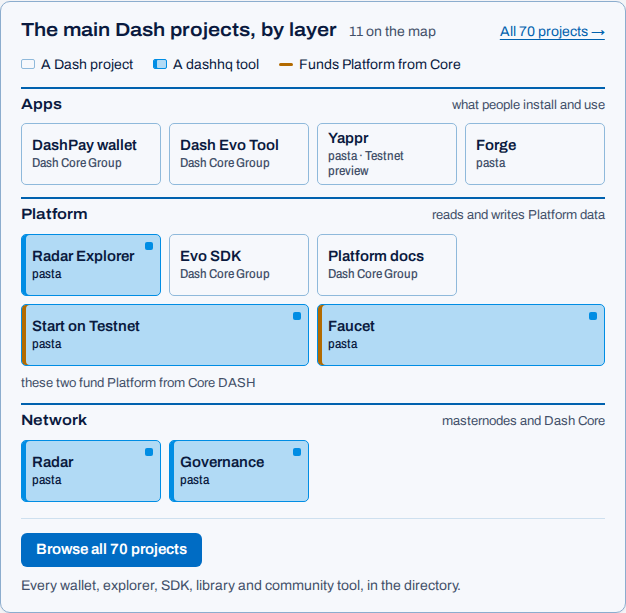 The main Dash projects, by layer 11 on the map All 70 projects →
A Dash project A dashhq tool Funds Platform from Core
Apps what people install and use
DashPay wallet
Dash Core Group
Dash Evo Tool
Dash Core Group
Yappr
pasta · Testnet
preview
Forge
pasta
Platform reads and writes Platform data
Radar Explorer
pasta
Evo SDK
Dash Core Group
Platform docs
Dash Core Group
Start on Testnet
pasta
Faucet
pasta
these two fund Platform from Core DASH
Network masternodes and Dash Core
Radar
pasta
Governance
pasta
Browse all 70 projects
Every wallet, explorer, SDK, library and community tool, in the directory.